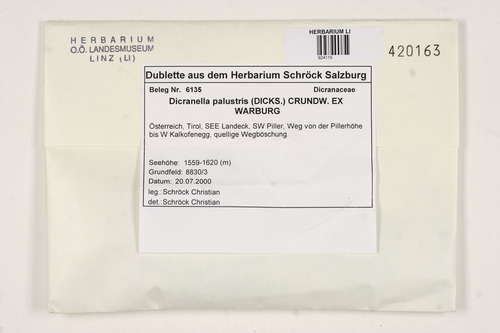 HERBARIUM
O.Ö. LANDESMUSEUM
LINZ (LI)
HERBARIUM LI
924115
420163
Dublette aus dem Herbarium Schröck Salzburg
Beleg Nr. 6135 Dicranaceae
Dicranella palustris (DICKS.) CRUNDW. EX
WARBURG
Österreich, Tirol, SEE Landeck, SW Piller, Weg von der Pillerhöhe
bis W Kalkofenegg, quellige Wegböschung.
Seehöhe: 1559-1620 (m)
Grundfeld: 8830/3
Datum: 20.07.2000
leg.: Schröck Christian
det.: Schröck Christian